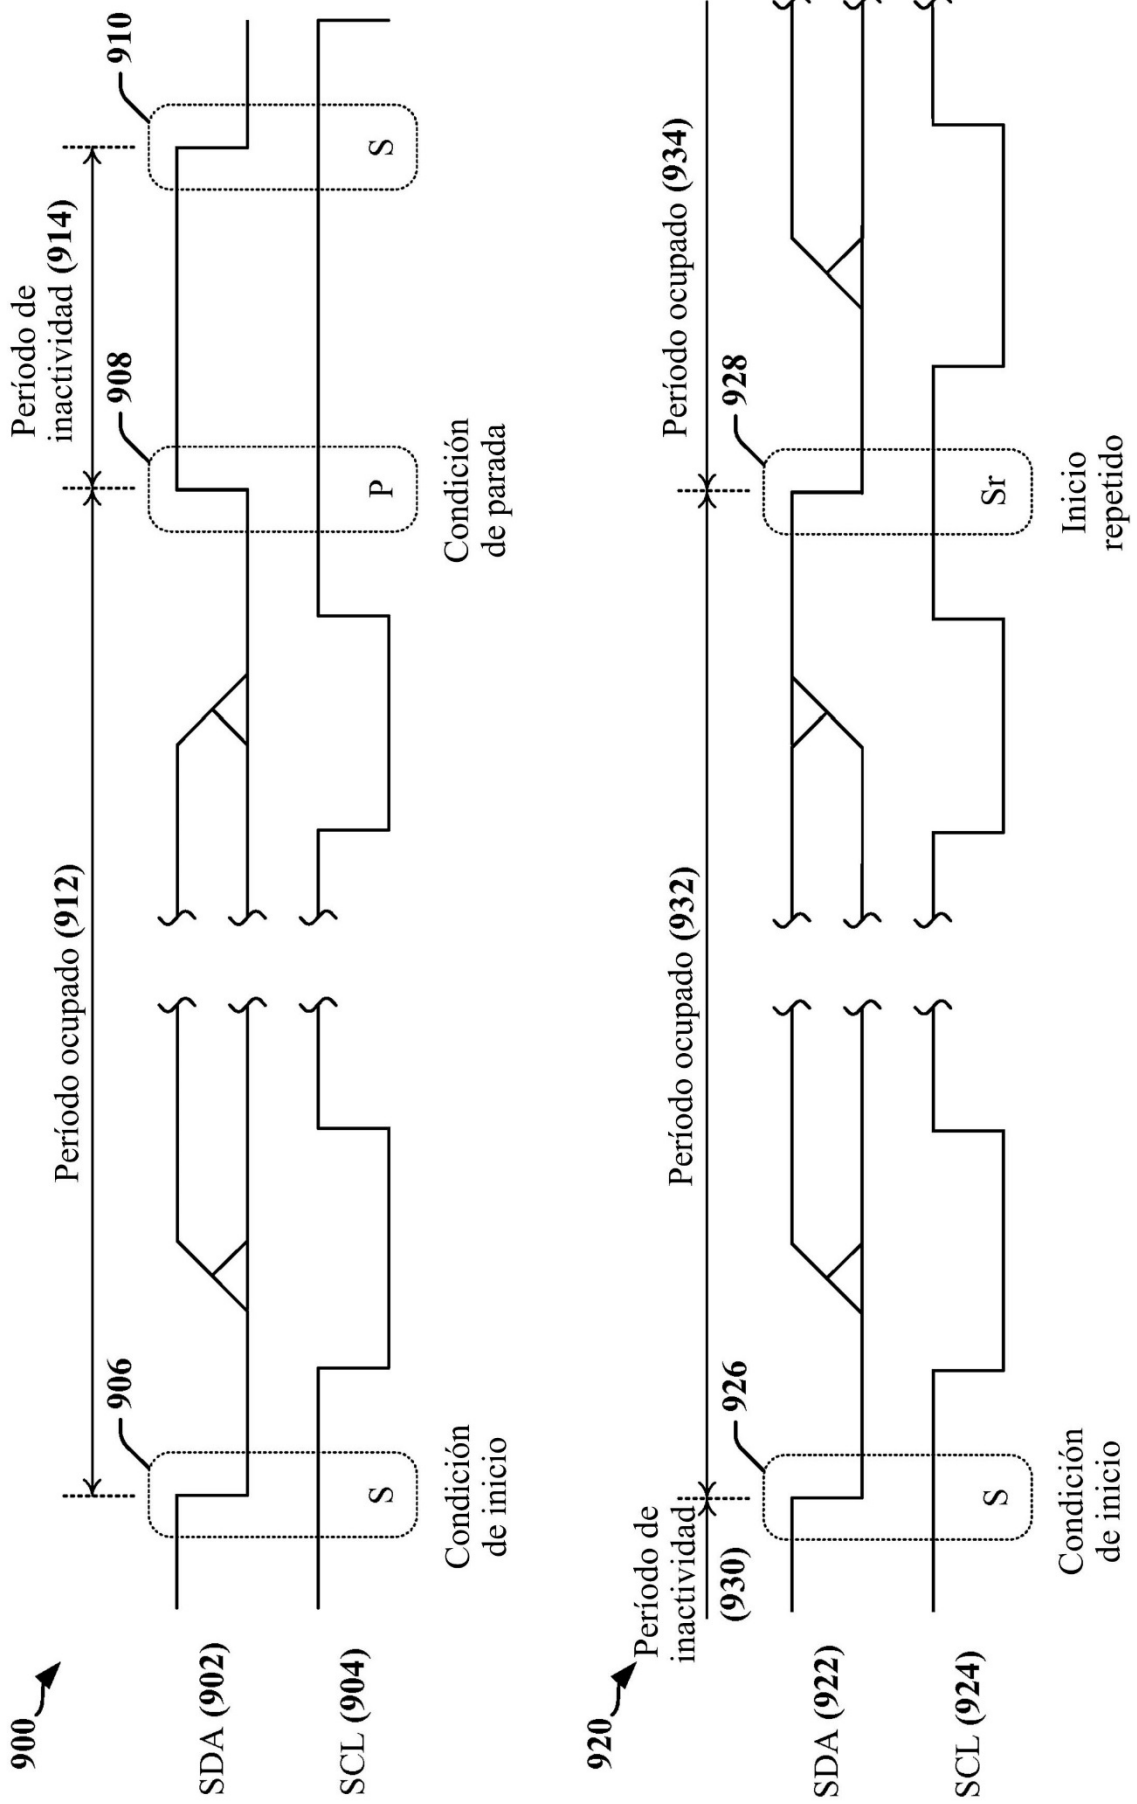 900
Período ocupado (912)
Período de
inactividad (914)
906
908
910
SDA (902)
SCL (904)
S
P
S
Condición
de inicio
Condición
de parada
920
Período de
inactividad
(930)
Período ocupado (932)
Período ocupado (934)
926
928
SDA (922)
SCL (924)
S
Sr
Condición
de inicio
Inicio
repetido